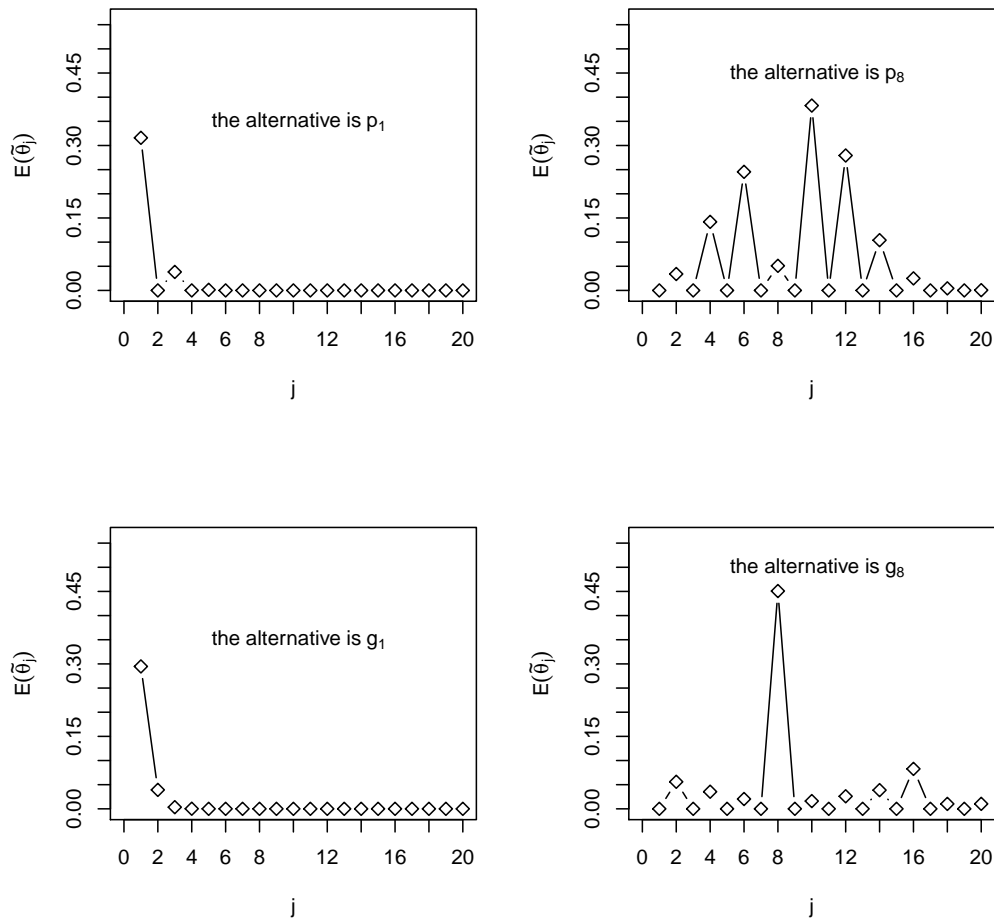 the alternative is p₁
E(θ̃ⱼ)
0.00 0.15 0.30 0.45
0 2 4 6 8 12 16 20
j
the alternative is p₈
E(θ̃ⱼ)
0.00 0.15 0.30 0.45
0 2 4 6 8 12 16 20
j
the alternative is g₁
E(θ̃ⱼ)
0.00 0.15 0.30 0.45
0 2 4 6 8 12 16 20
j
the alternative is g₈
E(θ̃ⱼ)
0.00 0.15 0.30 0.45
0 2 4 6 8 12 16 20
j